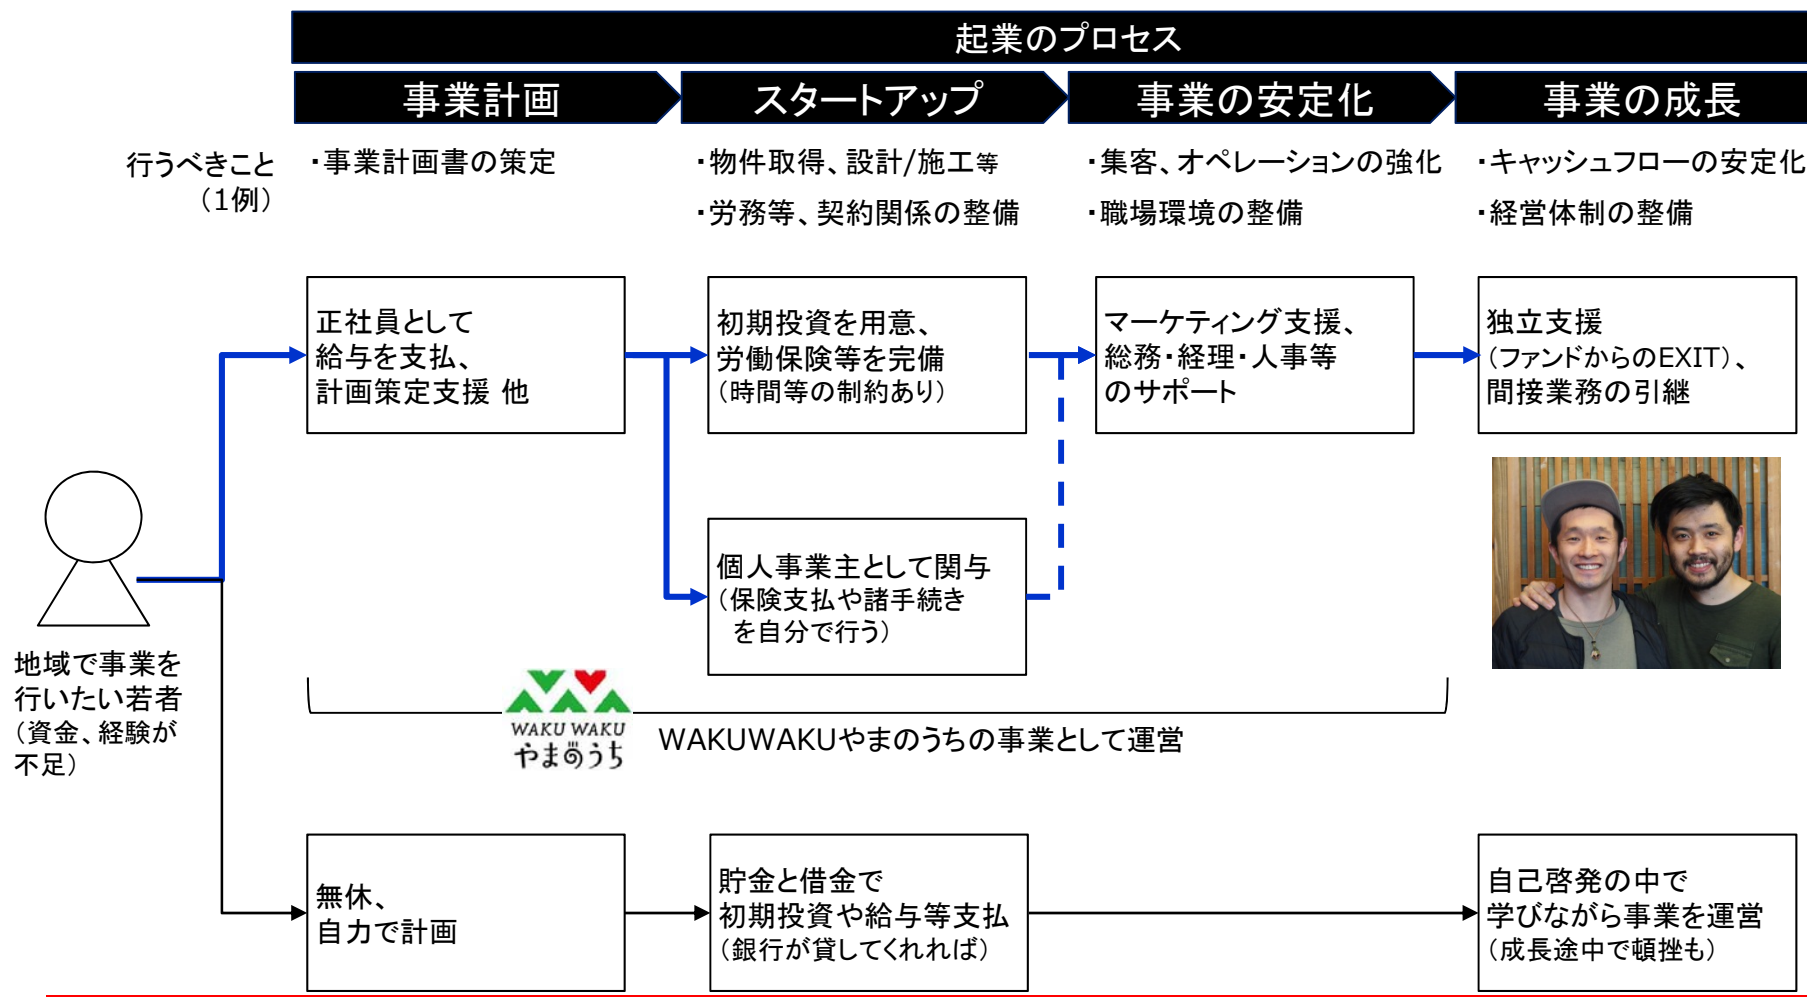 起業のプロセス
事業計画
スタートアップ
事業の安定化
事業の成長
行うべきこと
（1例）
・事業計画書の策定
・物件取得、設計/施工等
・労務等、契約関係の整備
・集客、オペレーションの強化
・職場環境の整備
・キャッシュフローの安定化
・経営体制の整備
正社員として
給与を支払、
計画策定支援 他
初期投資を用意、
労働保険等を完備
（時間等の制約あり）
マーケティング支援、
総務・経理・人事等
のサポート
独立支援
（ファンドからのEXIT）、
間接業務の引継
個人事業主として関与
（保険支払や諸手続き
を自分で行う）
地域で事業を
行いたい若者
（資金、経験が
不足）
WAKU WAKU
やまのうち
WAKUWAKUやまのうちの事業として運営
無休、
自力で計画
貯金と借金で
初期投資や給与等支払
（銀行が貸してくれれば）
自己啓発の中で
学びながら事業を運営
（成長途中で頓挫も）